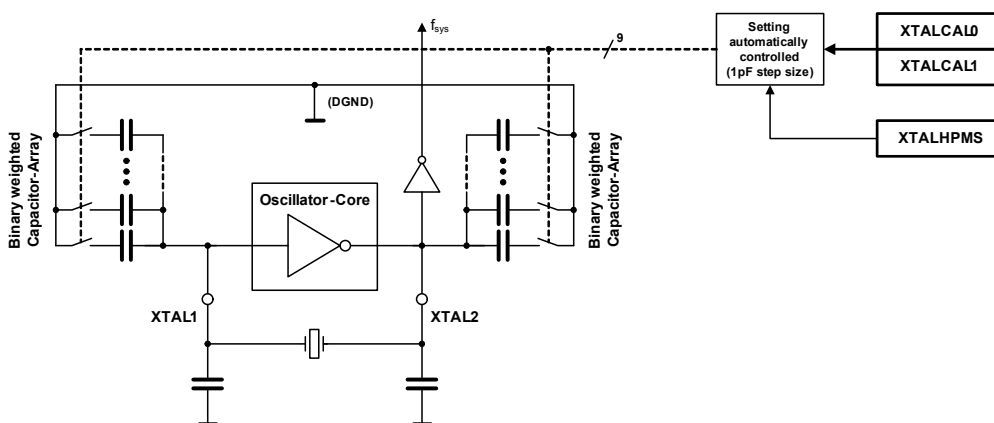 f_sys
9
Setting
automatically
controlled
(1pF step size)
XTALCAL0
XTALCAL1
XTALHPMS
(DGND)
Binary weighted
Capacitor-Array
Oscillator-Core
Binary weighted
Capacitor-Array
XTAL1
XTAL2